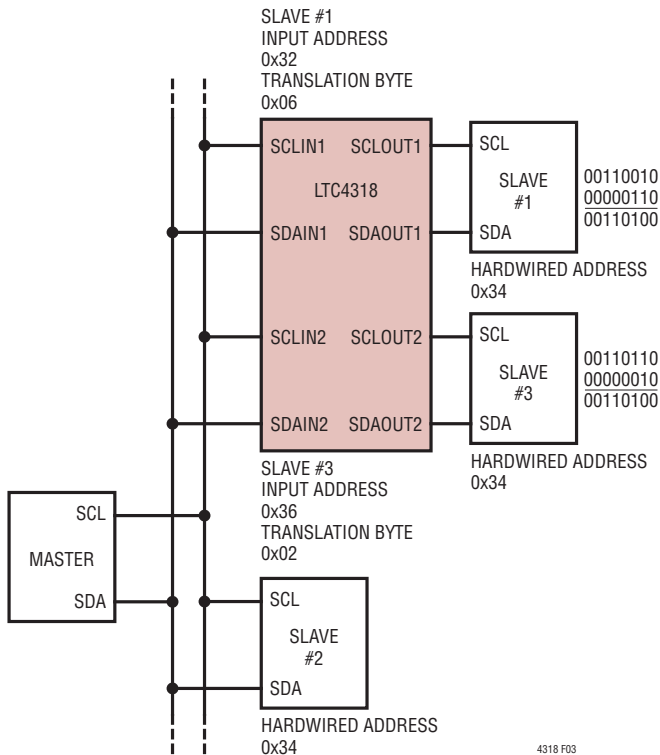 SLAVE #1
INPUT ADDRESS
0x32
TRANSLATION BYTE
0x06
SCLIN1 SCLOUT1
LTC4318
SDAIN1 SDAOUT1
SCLIN2 SCLOUT2
SDAIN2 SDAOUT2
SCL
SLAVE
#1
SDA
00110010
00000110
00110100
HARDWIRED ADDRESS
0x34
SCL
SLAVE
#3
SDA
00110110
00000010
00110100
HARDWIRED ADDRESS
0x34
SLAVE #3
INPUT ADDRESS
0x36
TRANSLATION BYTE
0x02
SCL
MASTER
SDA
SCL
SLAVE
#2
SDA
HARDWIRED ADDRESS
0x34
4318 F03